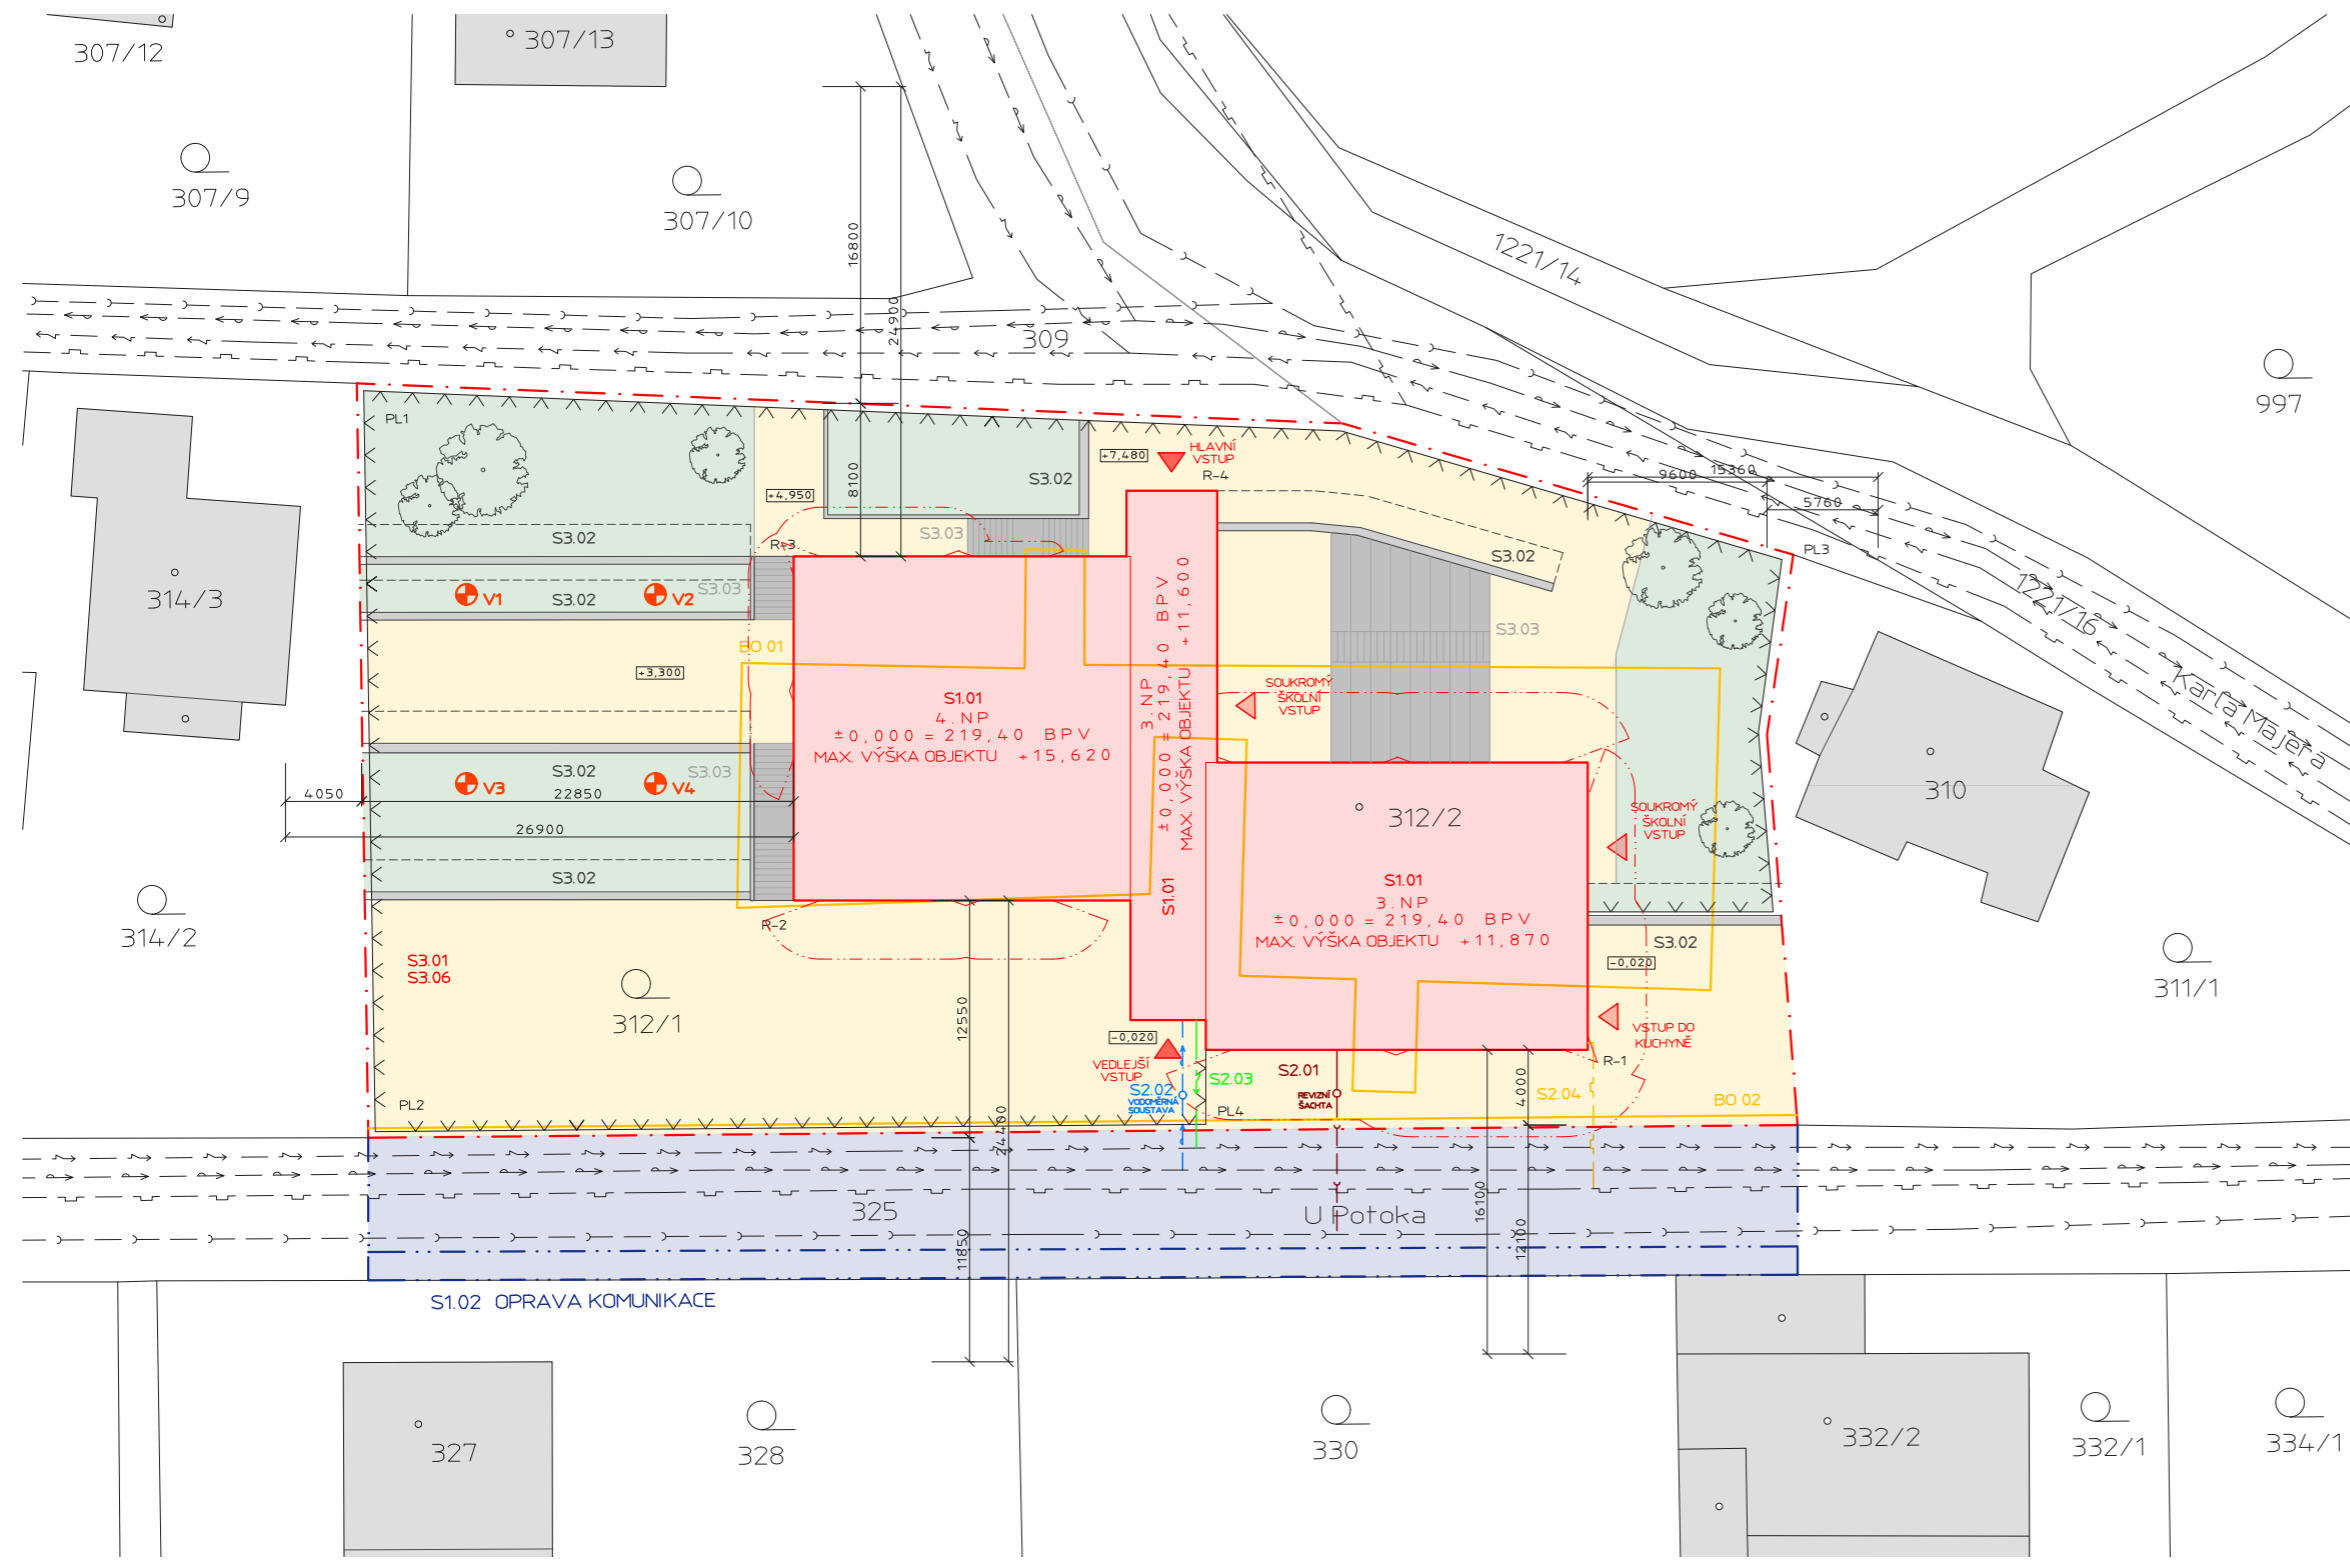 307/12
307/13
307/9
307/10
16800
24900
309
1221/14
997
PL1
HLAVNÍ
VSTUP
+7,480
R-4
S3.02
+4,950
8100
S3.03
9600
15360
5760
S3.02
R-3
S3.02
PL3
314/3
V1
S3.02
V2
S3.03
S3.03
1221/16
Karla Majera
BO 01
+3,300
S1.01
4.NP
±0,000 = 219,40 BPV
MAX. VÝŠKA OBJEKTU +15,620
3.NP
±0,000 = 219,40 BPV
MAX. VÝŠKA OBJEKTU +11,600
S1.01
SOUKROMÝ
ŠKOLNÍ
VSTUP
S3.02
S3.03
V3
V4
4050
22850
26900
312/2
SOUKROMÝ
ŠKOLNÍ
VSTUP
310
S3.02
S1.01
3.NP
±0,000 = 219,40 BPV
MAX. VÝŠKA OBJEKTU +11,870
314/2
R-2
S3.02
-0,020
S3.01
S3.06
312/1
12550
311/1
-0,020
VEDLEJŠÍ
VSTUP
VSTUP DO
KUCHYNĚ
R-1
S2.02
VODOMĚRNÁ
SOUSTAVA
S2.03
S2.01
REVIZNÍ
ŠACHTA
S2.04
BO 02
4000
PL2
PL4
24400
325
U Potoka
16100
11850
12100
S1.02 OPRAVA KOMUNIKACE
327
328
330
332/2
332/1
334/1